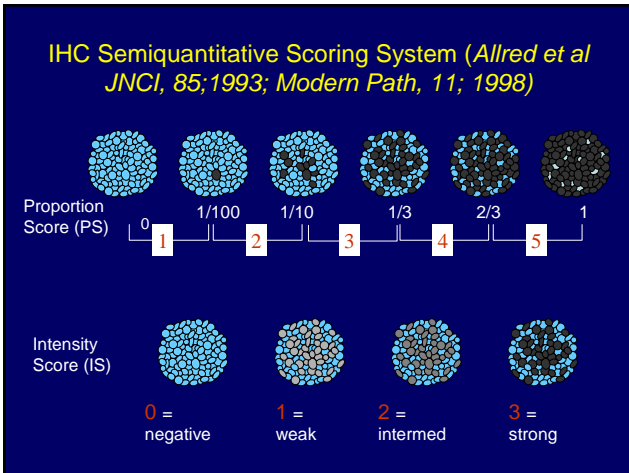 IHC Semiquantitative Scoring System (Allred et al
JNCI, 85;1993; Modern Path, 11; 1998)
Proportion
Score (PS)
0 1/100 1/10 1/3 2/3 1
1 2 3 4 5
Intensity
Score (IS)
0 = 1 = 2 = 3 =
negative weak intermed strong